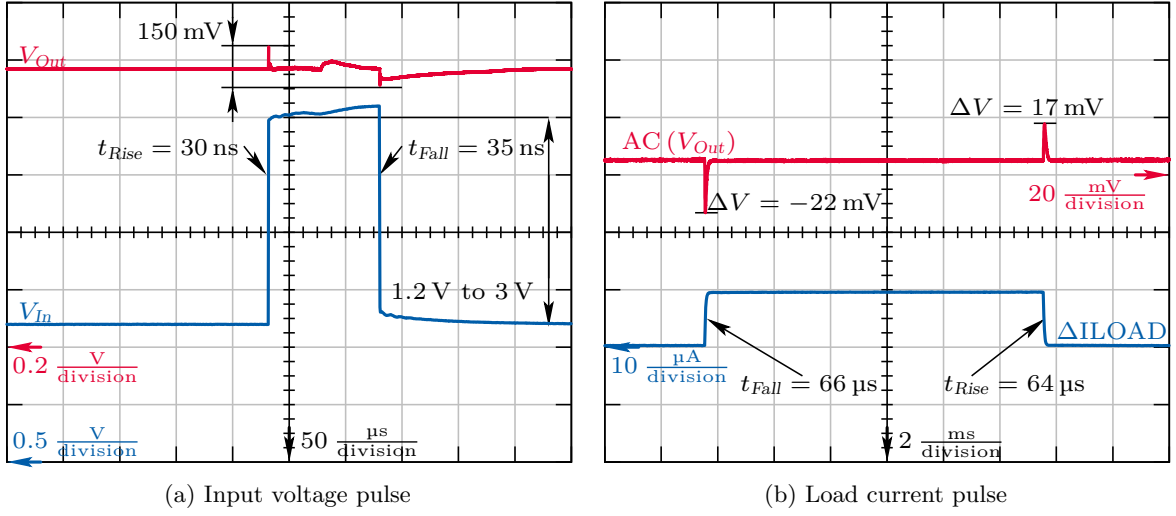 150 mV
V_Out
t_Rise = 30 ns
t_Fall = 35 ns
1.2 V to 3 V
V_In
0.2 V/division
0.5 V/division
50 µs/division
(a) Input voltage pulse
ΔV = 17 mV
AC (V_Out)
20 mV/division
ΔV = −22 mV
ΔILOAD
10 µA/division
t_Fall = 66 µs
t_Rise = 64 µs
2 ms/division
(b) Load current pulse